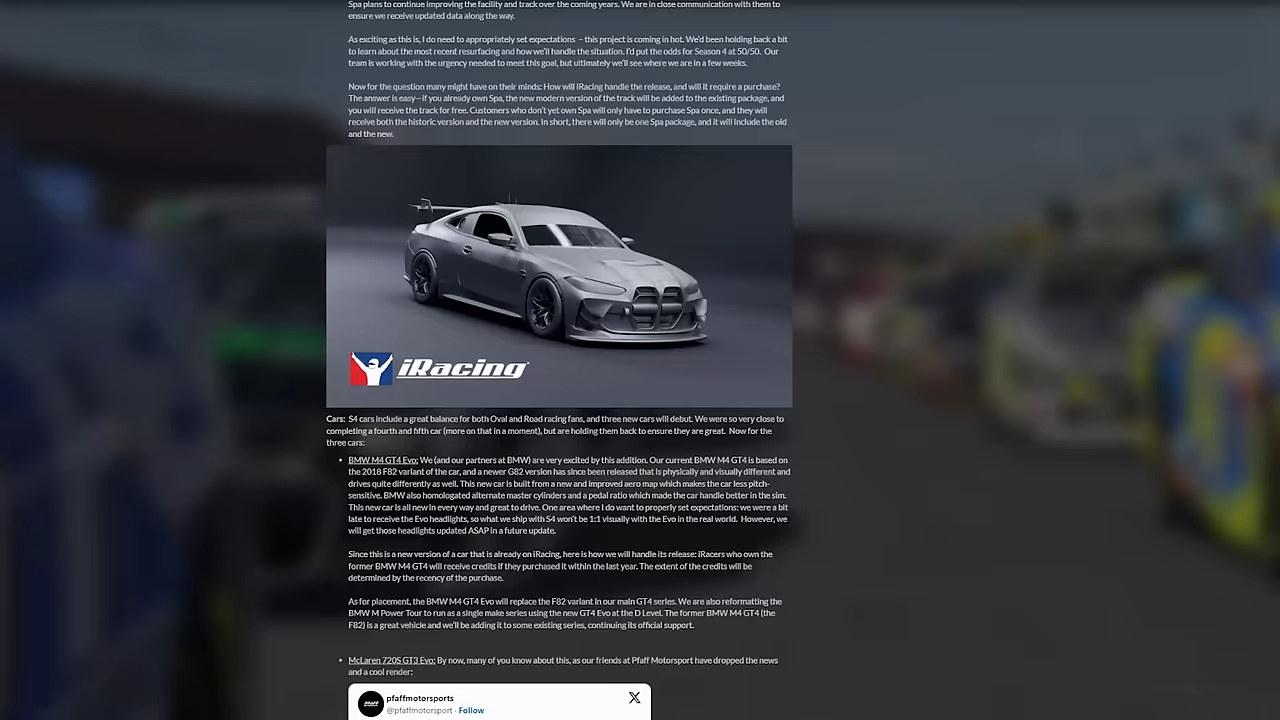 Spa plans to continue improving the facility and track over the coming years. We are in close communication with them to
ensure we receive updated data along the way.
As exciting as this is, I do need to appropriately set expectations – this project is coming in hot. We'd been holding back a bit
to learn about the most recent resurfacing and how we'll handle the situation. I'd put the odds for Season 4 at 50/50. Our
team is working with the urgency needed to meet this goal, but ultimately we'll see where we are in a few weeks.
Now for the question many might have on their minds: How will iRacing handle the release, and will it require a purchase?
The answer is easy—if you already own Spa, the new modern version of the track will be added to the existing package, and
you will receive the track for free. Customers who don't yet own Spa will only have to purchase Spa once, and they will
receive both the historic version and the new version. In short, there will only be one Spa package, and it will include the old
and the new.
iRacing
Cars: S4 cars include a great balance for both Oval and Road racing fans, and three new cars will debut. We were so very close to
completing a fourth and fifth car (more on that in a moment), but are holding them back to ensure they are great. Now for the
three cars:
• BMW M4 GT4 Evo: We (and our partners at BMW) are very excited by this addition. Our current BMW M4 GT4 is based on
the 2018 F82 variant of the car, and a newer G82 version has since been released that is physically and visually different and
drives quite differently as well. This new car is built from a new and improved aero map which makes the car less pitch-
sensitive. BMW also homologated alternate master cylinders and a pedal ratio which made the car handle better in the sim.
This new car is all new in every way and great to drive. One area where I do want to properly set expectations: we were a bit
late to receive the Evo headlights, so what we ship with S4 won't be 1:1 visually with the Evo in the real world. However, we
will get those headlights updated ASAP in a future update.
Since this is a new version of a car that is already on iRacing, here is how we will handle its release: iRacers who own the
former BMW M4 GT4 will receive credits if they purchased it within the last year. The extent of the credits will be
determined by the recency of the purchase.
As for placement, the BMW M4 GT4 Evo will replace the F82 variant in our main GT4 series. We are also reformatting the
BMW M Power Tour to run as a single make series using the new GT4 Evo at the D Level. The former BMW M4 GT4 (the
F82) is a great vehicle and we'll be adding it to some existing series, continuing its official support.
• McLaren 720S GT3 Evo: By now, many of you know about this, as our friends at Pfaff Motorsport have dropped the news
and a cool render:
pfaffmotorsports
@pfaffmotorsport · Follow